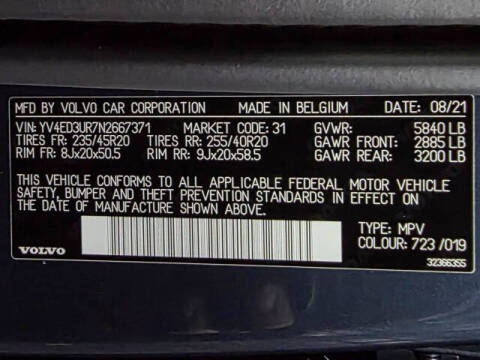 MFD BY VOLVO CAR CORPORATION MADE IN BELGIUM DATE: 08/21
VIN: YV4ED3UR7N2667371 MARKET CODE: 31 GVWR: 5840 LB
TIRES FR: 235/45R20 TIRES RR: 255/40R20 GAWR FRONT: 2885 LB
RIM FR: 8Jx20x50.5 RIM RR: 9Jx20x58.5 GAWR REAR: 3200 LB
THIS VEHICLE CONFORMS TO ALL APPLICABLE FEDERAL MOTOR VEHICLE
SAFETY, BUMPER AND THEFT PREVENTION STANDARDS IN EFFECT ON
THE DATE OF MANUFACTURE SHOWN ABOVE.
TYPE: MPV
COLOUR: 723 /019
VOLVO 32366355